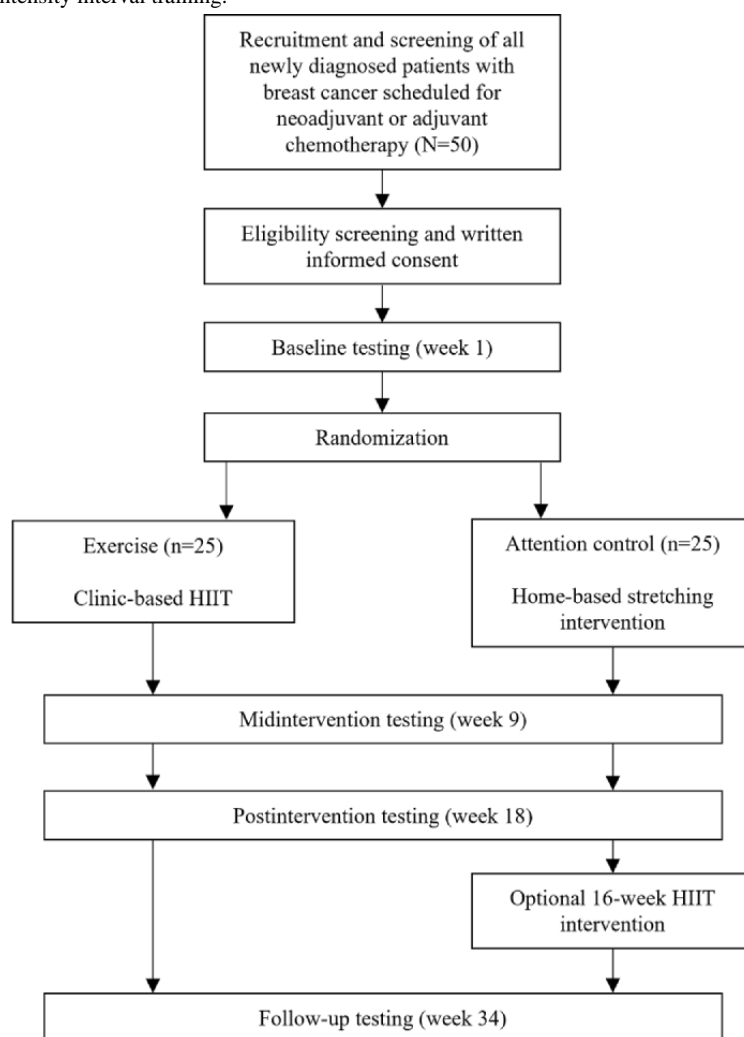 intensity interval training.
Recruitment and screening of all
newly diagnosed patients with
breast cancer scheduled for
neoadjuvant or adjuvant
chemotherapy (N=50)
Eligibility screening and written
informed consent
Baseline testing (week 1)
Randomization
Exercise (n=25)
Clinic-based HIIT
Attention control (n=25)
Home-based stretching
intervention
Midintervention testing (week 9)
Postintervention testing (week 18)
Optional 16-week HIIT
intervention
Follow-up testing (week 34)